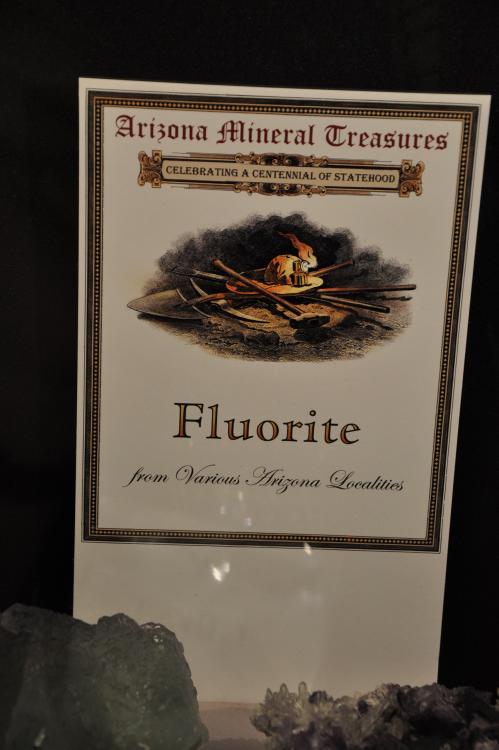 Arizona Mineral Treasures
CELEBRATING A CENTENNIAL OF STATEHOOD
Fluorite
from Various Arizona Localities